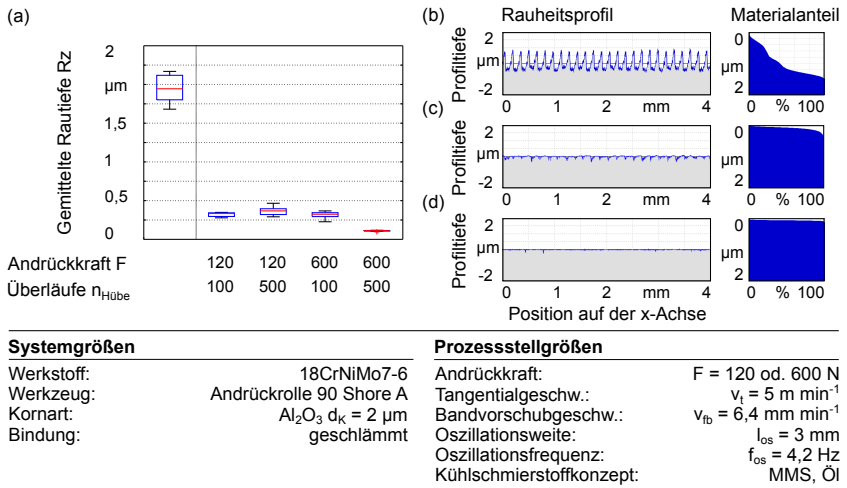 (a)
Gemittelte Rautiefe Rz
2
µm
1,5
1
0,5
0
Andrückkraft F 120 120 600 600
Überläufe nHübe 100 500 100 500
(b) Rauheitsprofil Materialanteil
Profiltiefe
2
µm
-2
0 1 2 mm 4
0
µm
2
0 % 100
(c)
Profiltiefe
2
µm
-2
0 1 2 mm 4
0
µm
2
0 % 100
(d)
Profiltiefe
2
µm
-2
0 1 2 mm 4
0
µm
2
0 % 100
Position auf der x-Achse
Systemgrößen
Werkstoff: 18CrNiMo7-6
Werkzeug: Andrückrolle 90 Shore A
Kornart: Al2O3 dK = 2 µm
Bindung: geschlämmt
Prozessstellgrößen
Andrückkraft: F = 120 od. 600 N
Tangentialgeschw.: vt = 5 m min-1
Bandvorschubgeschw.: vfb = 6,4 mm min-1
Oszillationsweite: los = 3 mm
Oszillationsfrequenz: fos = 4,2 Hz
Kühlschmierstoffkonzept: MMS, Öl